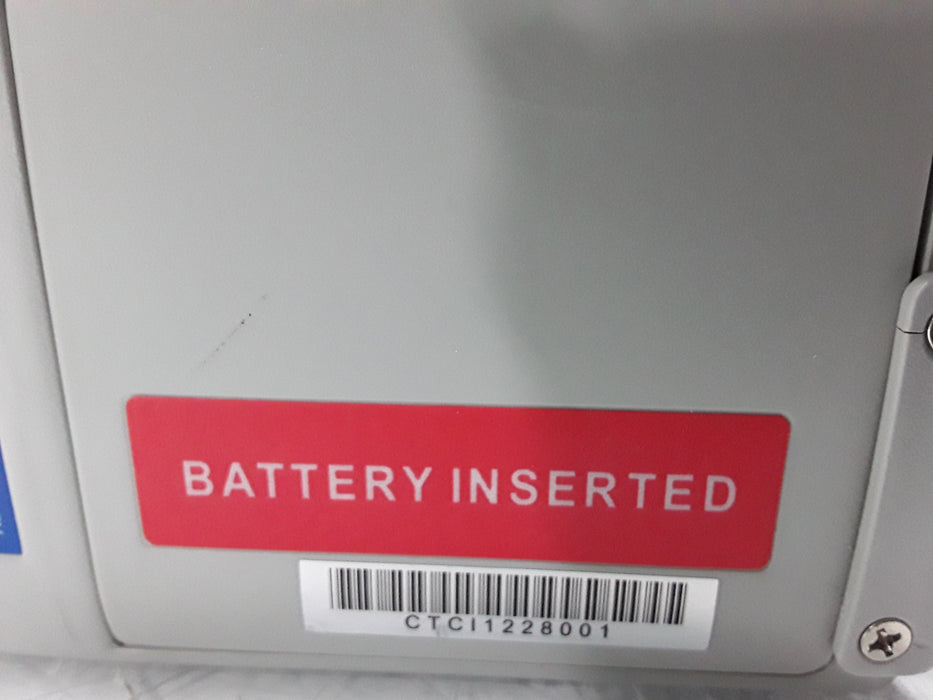 BATTERY INSERTED
CTCI1228001